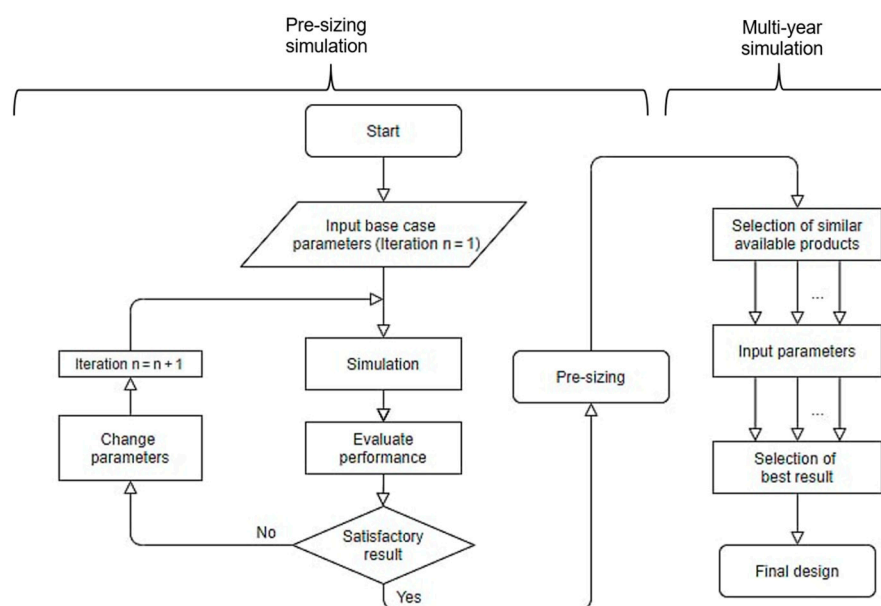 Pre-sizing
simulation
Multi-year
simulation
Start
Input base case
parameters (Iteration n = 1)
Iteration n = n + 1
Simulation
Change
parameters
Evaluate
performance
No
Satisfactory
result
Yes
Pre-sizing
Selection of similar
available products
...
Input parameters
...
Selection of
best result
Final design